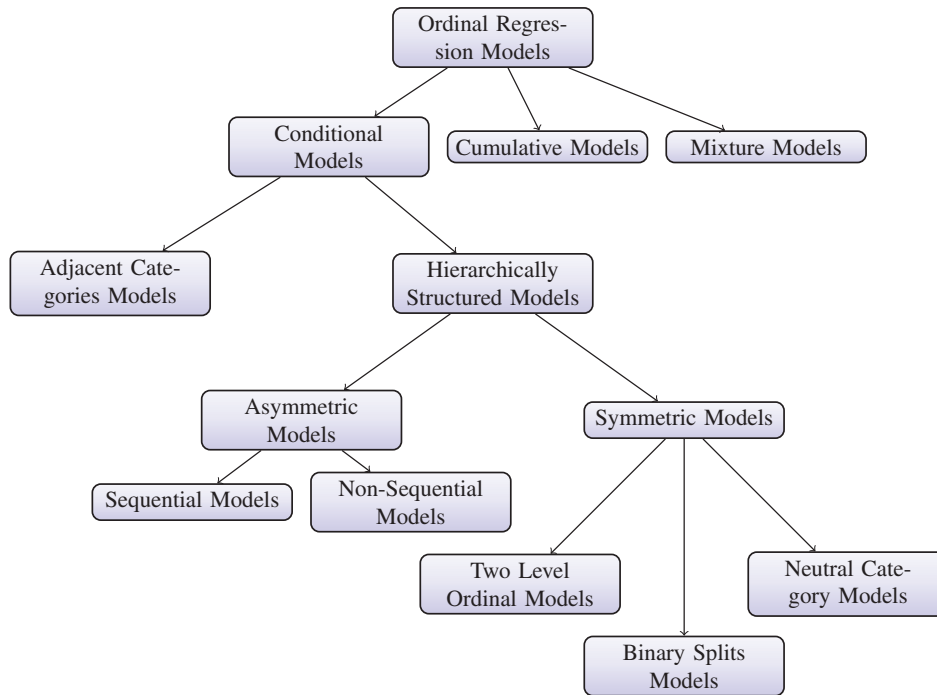 Ordinal Regres-
sion Models
Conditional
Models
Cumulative Models
Mixture Models
Adjacent Cate-
gories Models
Hierarchically
Structured Models
Asymmetric
Models
Symmetric Models
Sequential Models
Non-Sequential
Models
Two Level
Ordinal Models
Neutral Cate-
gory Models
Binary Splits
Models